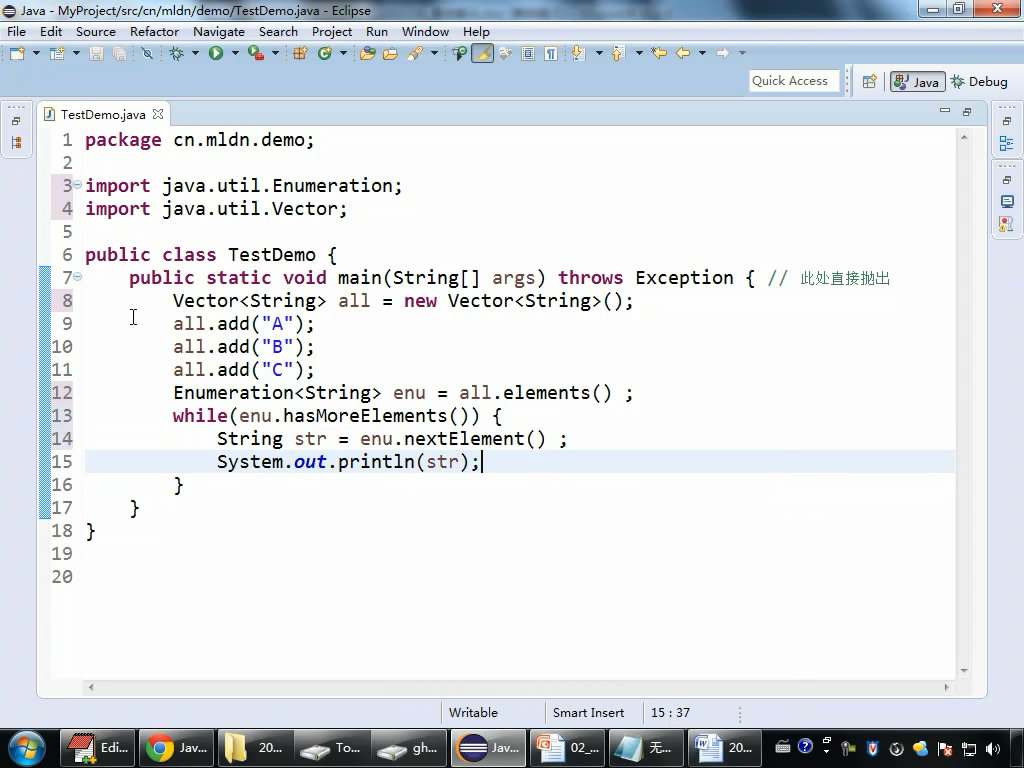 Java - MyProject/src/cn/mldn/demo/TestDemo.java - Eclipse
File Edit Source Refactor Navigate Search Project Run Window Help
Quick Access
Java
Debug
TestDemo.java
1 package cn.mldn.demo;
2
3 import java.util.Enumeration;
4 import java.util.Vector;
5
6 public class TestDemo {
7 public static void main(String[] args) throws Exception { // 此处直接抛出
8 Vector<String> all = new Vector<String>();
9 all.add("A");
10 all.add("B");
11 all.add("C");
12 Enumeration<String> enu = all.elements() ;
13 while(enu.hasMoreElements()) {
14 String str = enu.nextElement() ;
15 System.out.println(str);
16 }
17 }
18 }
19
20
Writable Smart Insert 15 : 37
Edi... Jav... 20... To... gh... Jav... 02_... 无... 20...